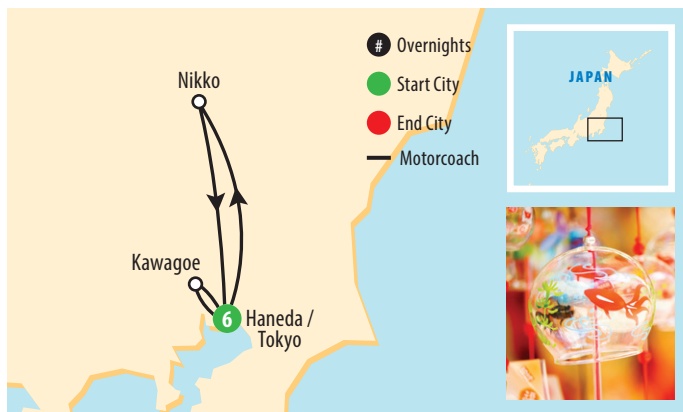 Nikko
Kawagoe
6
Haneda /
Tokyo
# Overnights
Start City
End City
Motorcoach
JAPAN